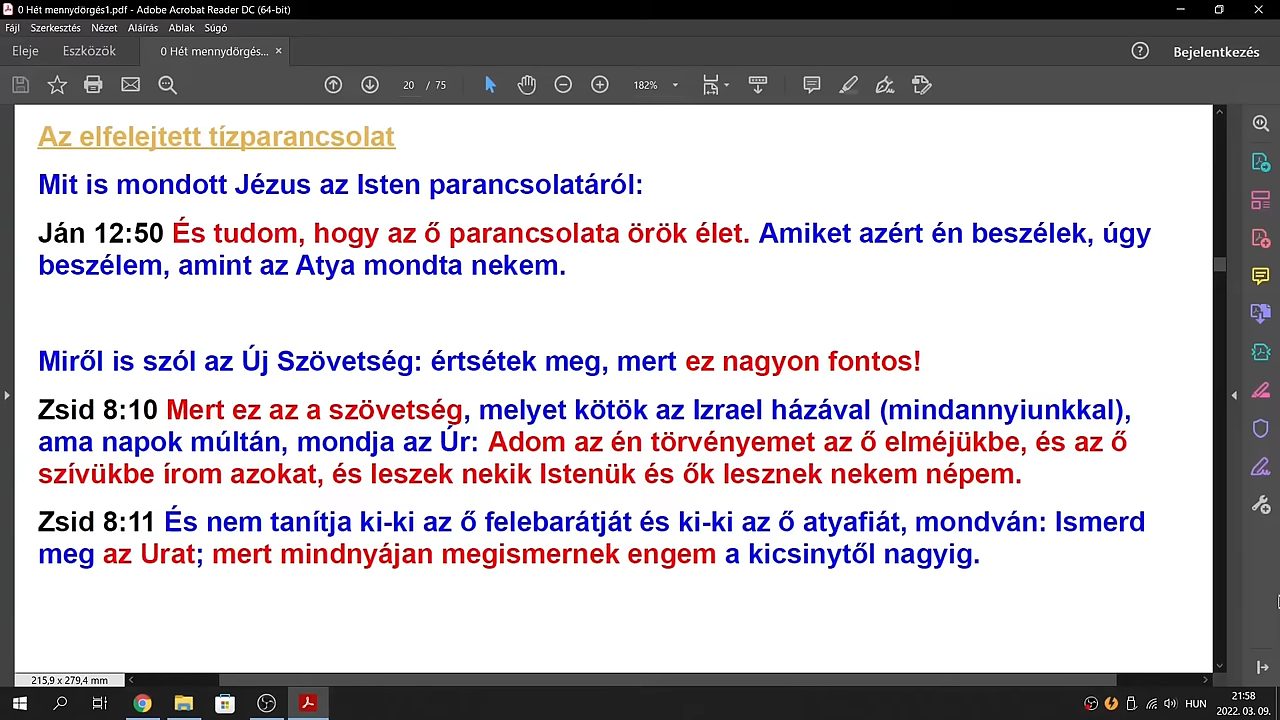 0 Hét mennydörgés1.pdf - Adobe Acrobat Reader DC (64-bit)
Fájl Szerkesztés Nézet Aláírás Ablak Súgó
Eleje Eszközök 0 Hét mennydörgés... × Bejelentkezés
20 / 75 182%
Az elfelejtett tízparancsolat
Mit is mondott Jézus az Isten parancsolatáról:
Ján 12:50 És tudom, hogy az ő parancsolata örök élet. Amiket azért én beszélek, úgy
beszélem, amint az Atya mondta nekem.
Miről is szól az Új Szövetség: értsétek meg, mert ez nagyon fontos!
Zsid 8:10 Mert ez az a szövetség, melyet kötök az Izrael házával (mindannyiunkkal),
ama napok múltán, mondja az Úr: Adom az én törvényemet az ő elméjükbe, és az ő
szívükbe írom azokat, és leszek nekik Istenük és ők lesznek nekem népem.
Zsid 8:11 És nem tanítja ki-ki az ő felebarátját és ki-ki az ő atyafiát, mondván: Ismerd
meg az Urat; mert mindnyájan megismernek engem a kicsinytől nagyig.
215,9 x 279,4 mm
HUN
21:58
2022. 03. 09.